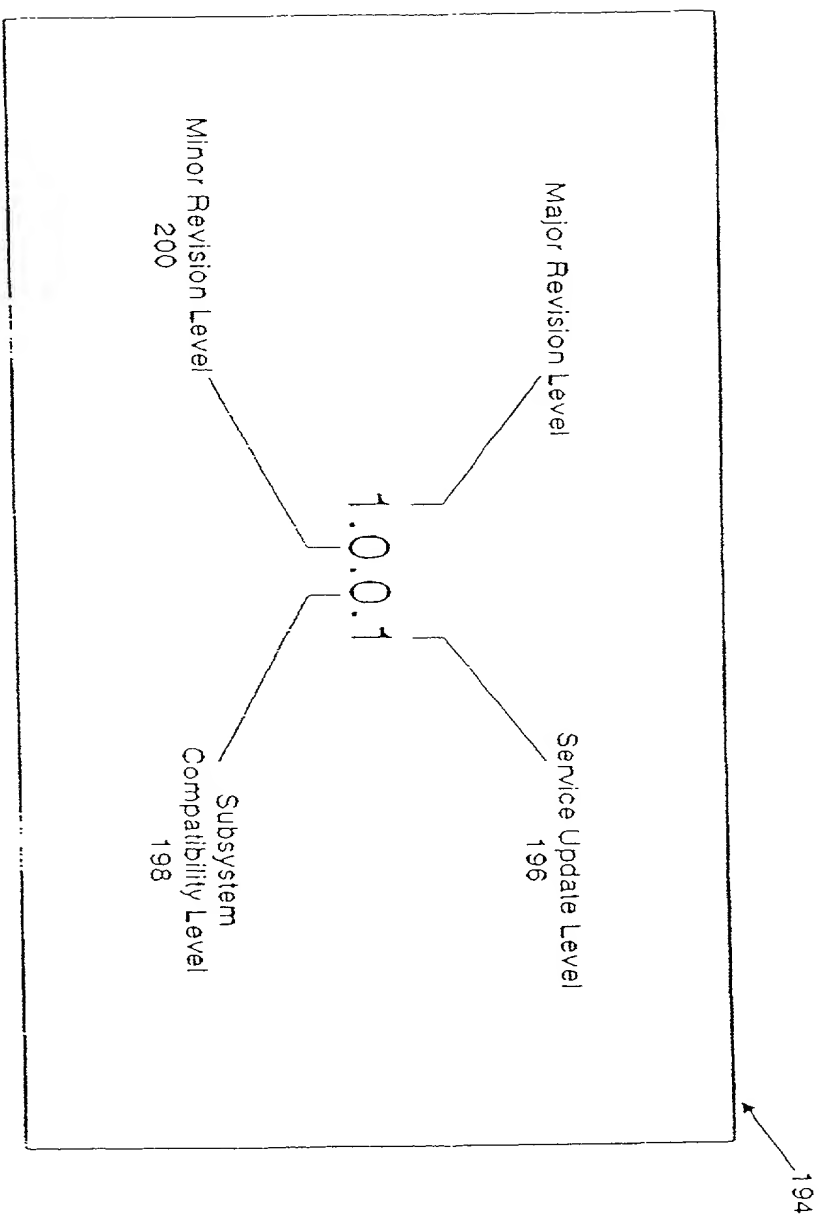 194
Major Revision Level
Service Update Level
196
1.0.0.1
Minor Revision Level
200
Subsystem
Compatibility Level
198